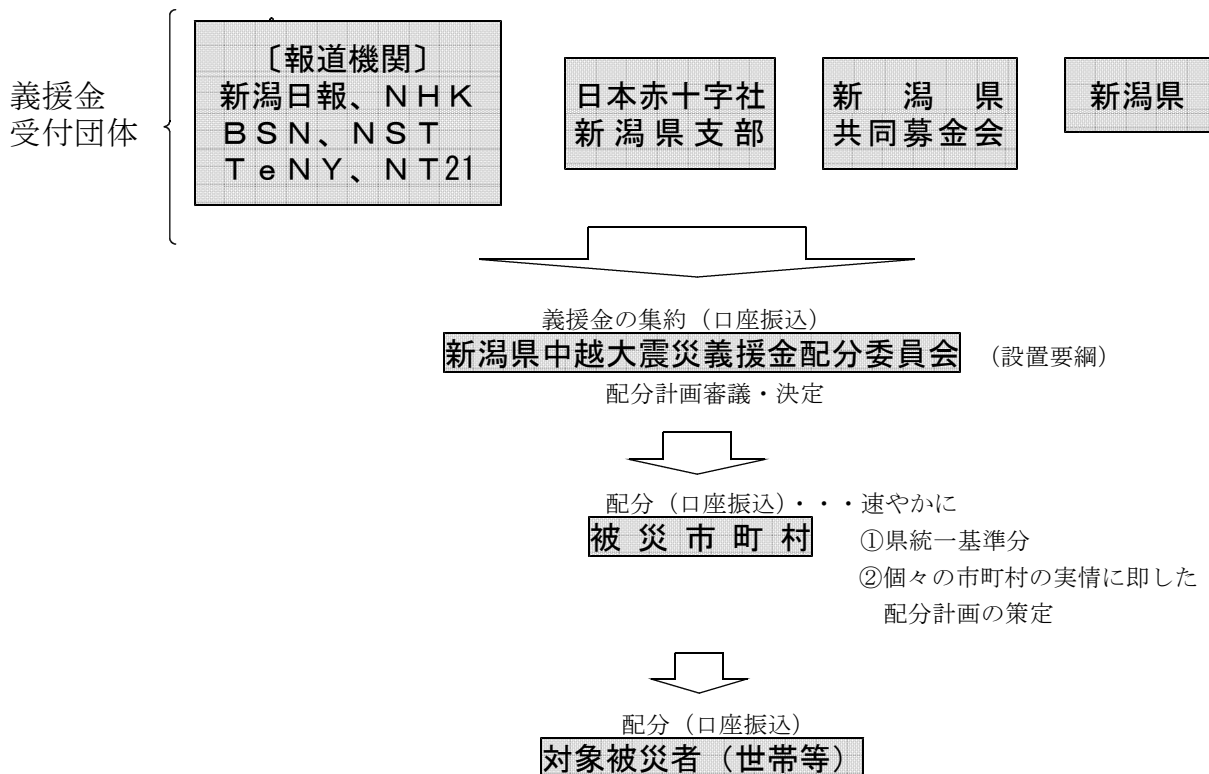 義援金
受付団体
〔報道機関〕
新潟日報、ＮＨＫ
ＢＳＮ、ＮＳＴ
ＴｅＮＹ、ＮＴ21
日本赤十字社
新潟県支部
新潟県
共同募金会
新潟県
義援金の集約（口座振込）
新潟県中越大震災義援金配分委員会　（設置要綱）
配分計画審議・決定
配分（口座振込）・・・速やかに
被災市町村
①県統一基準分
②個々の市町村の実情に即した
配分計画の策定
配分（口座振込）
対象被災者（世帯等）